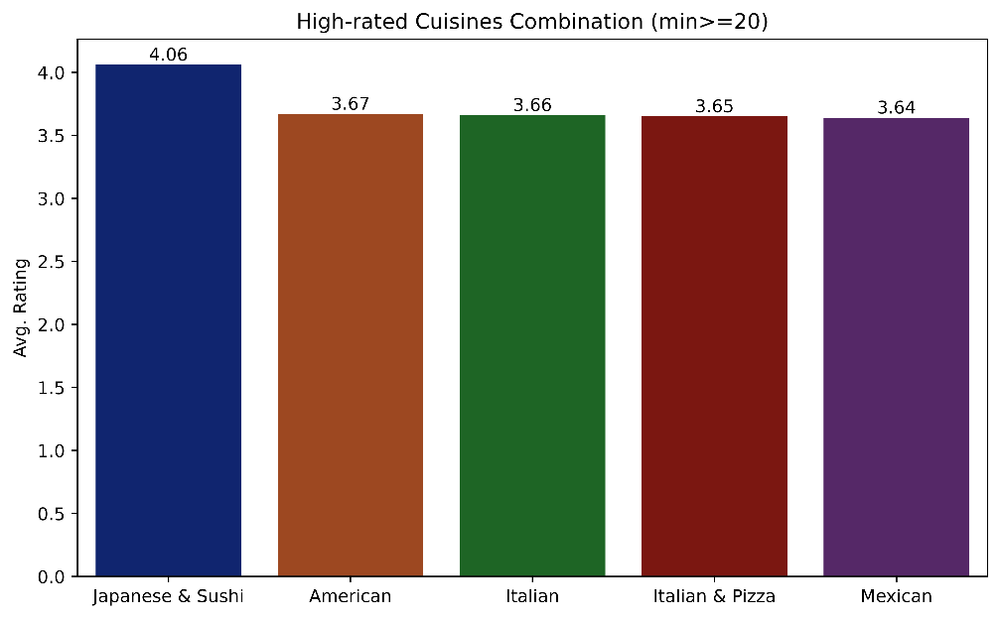 High-rated Cuisines Combination (min>=20)
4.06
3.67
3.66
3.65
3.64
4.0
3.5
3.0
2.5
2.0
1.5
1.0
0.5
0.0
Avg. Rating
Japanese & Sushi
American
Italian
Italian & Pizza
Mexican